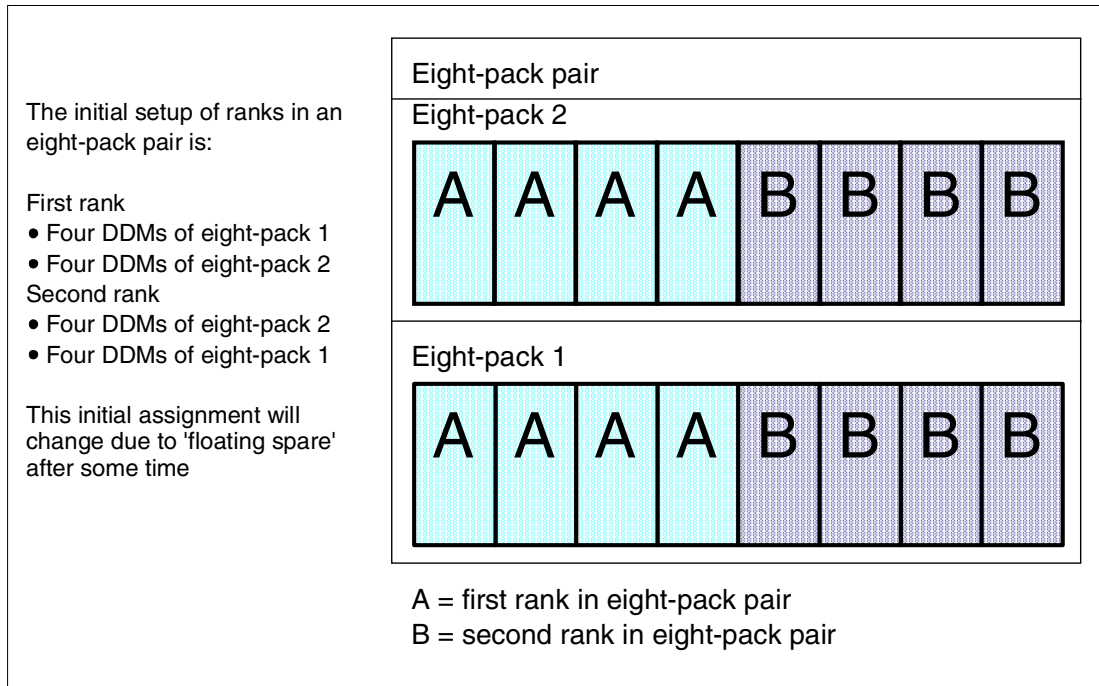 The initial setup of ranks in an
eight-pack pair is:
First rank
• Four DDMs of eight-pack 1
• Four DDMs of eight-pack 2
Second rank
• Four DDMs of eight-pack 2
• Four DDMs of eight-pack 1
This initial assignment will
change due to 'floating spare'
after some time
Eight-pack pair
Eight-pack 2
A A A A B B B B
Eight-pack 1
A A A A B B B B
A = first rank in eight-pack pair
B = second rank in eight-pack pair